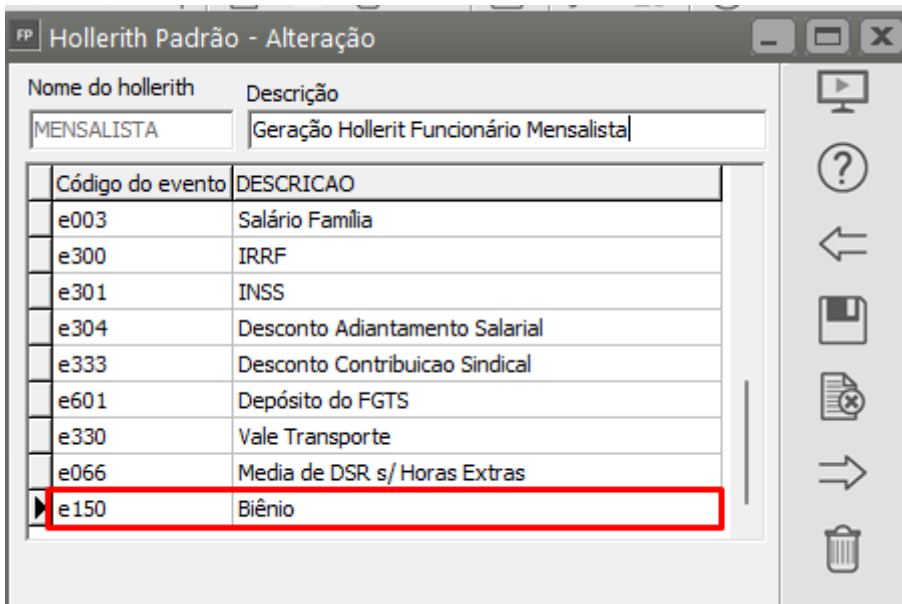 FP Hollerith Padrão - Alteração
Nome do hollerith Descrição
MENSALISTA Geração Hollerit Funcionário Mensalista
Código do evento DESCRICAO
e003 Salário Família
e300 IRRF
e301 INSS
e304 Desconto Adiantamento Salarial
e333 Desconto Contribuicao Sindical
e601 Depósito do FGTS
e330 Vale Transporte
e066 Media de DSR s/ Horas Extras
e150 Biênio